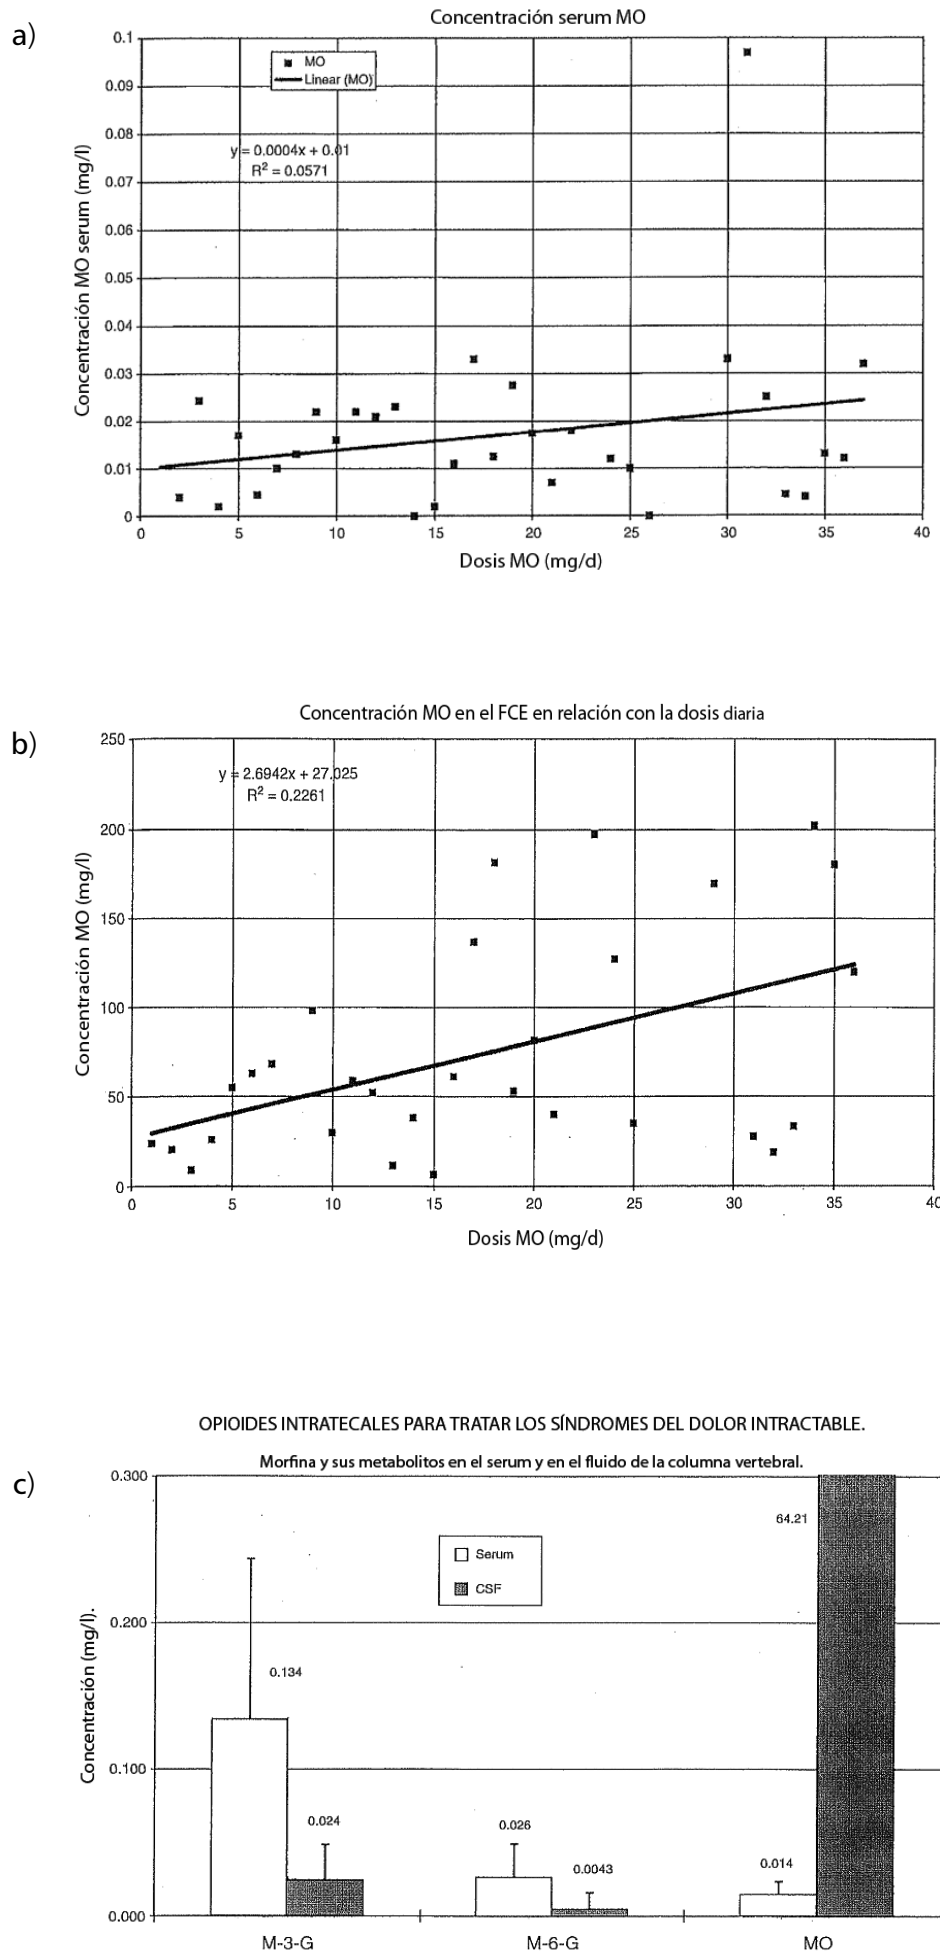 a)
Concentración serum MO
0.1
0.09
0.08
0.07
0.06
0.05
0.04
0.03
0.02
0.01
0
MO
Linear (MO)
y = 0.0004x + 0.01
R² = 0.0571
Concentración MO serum (mg/l)
0 5 10 15 20 25 30 35 40
Dosis MO (mg/d)
b)
Concentración MO en el FCE en relación con la dosis diaria
250
200
150
100
50
0
y = 2.6942x + 27.025
R² = 0.2261
Concentración MO (mg/l)
0 5 10 15 20 25 30 35 40
Dosis MO (mg/d)
OPIOIDES INTRATECALES PARA TRATAR LOS SÍNDROMES DEL DOLOR INTRACTABLE.
Morfina y sus metabolitos en el serum y en el fluido de la columna vertebral.
c)
0.300
0.200
0.100
0.000
Concentración (mg/l).
Serum
CSF
64.21
0.134
0.024
0.026
0.0043
0.014
M-3-G M-6-G MO